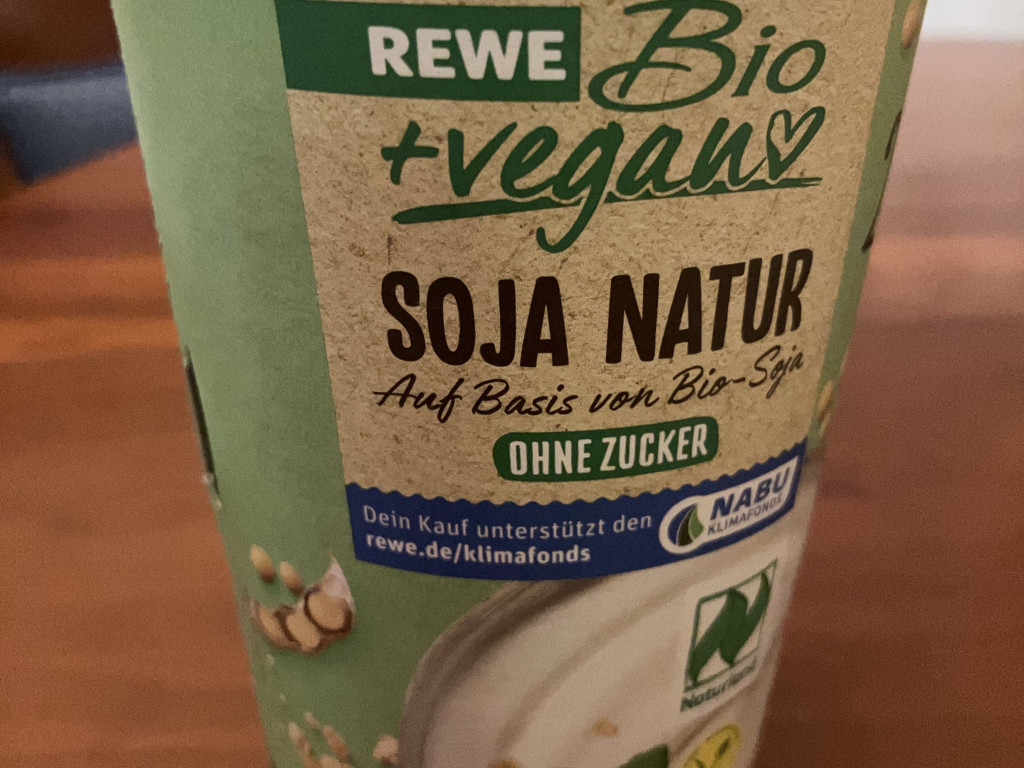 REWE Bio
+vegan
SOJA NATUR
Auf Basis von Bio-Soja
OHNE ZUCKER
Dein Kauf unterstützt den
rewe.de/klimafonds
NABU
KLIMAFONDS
Naturland